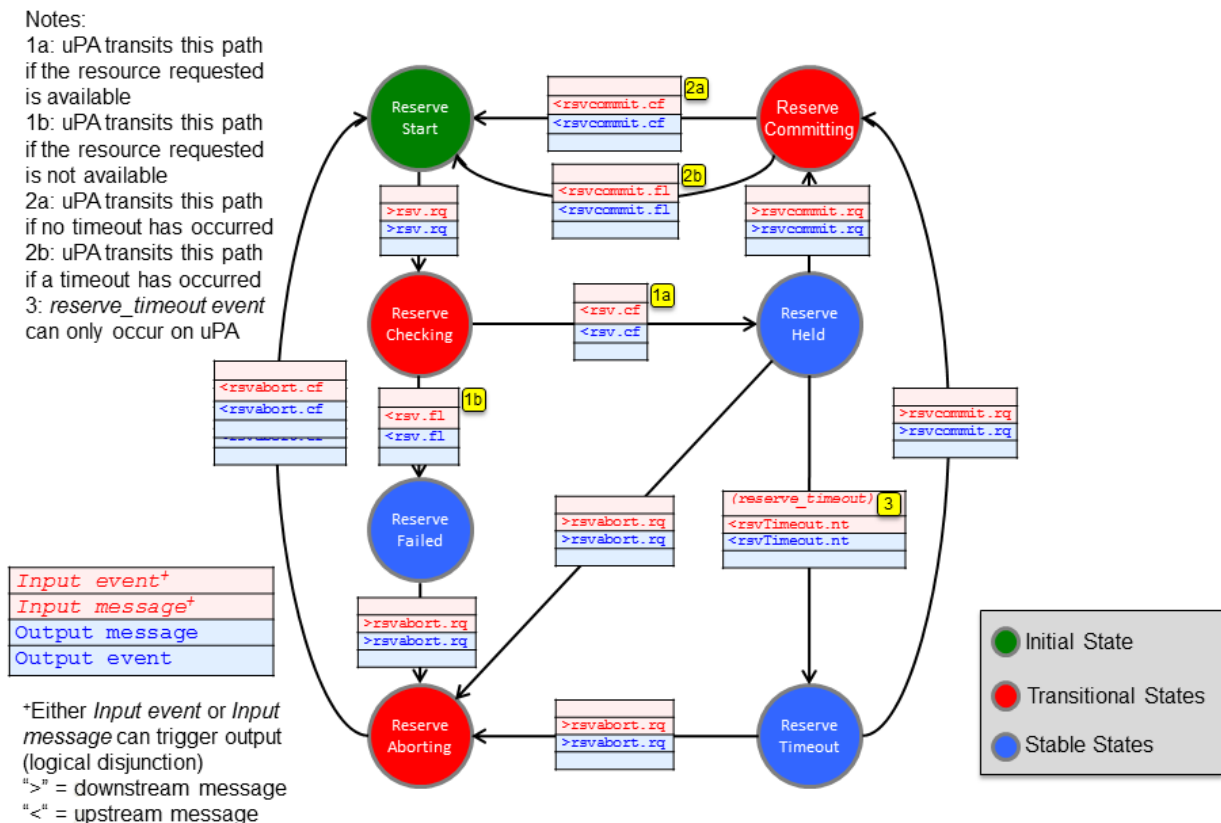 Notes:
1a: uPA transits this path
if the resource requested
is available
1b: uPA transits this path
if the resource requested
is not available
2a: uPA transits this path
if no timeout has occurred
2b: uPA transits this path
if a timeout has occurred
3: reserve_timeout event
can only occur on uPA
Reserve
Start
<rsvcommit.cf
<rsvcommit.cf
2a
Reserve
Committing
<rsvcommit.fl
<rsvcommit.fl
2b
>rsv.rq
>rsv.rq
>rsvcommit.rq
>rsvcommit.rq
Reserve
Checking
<rsv.cf
<rsv.cf
1a
Reserve
Held
<rsvabort.cf
<rsvabort.cf
<rsvabort.cf
<rsv.fl
<rsv.fl
1b
>rsvcommit.rq
>rsvcommit.rq
Reserve
Failed
>rsvabort.rq
>rsvabort.rq
(reserve_timeout)
3
<rsvTimeout.nt
<rsvTimeout.nt
Input event+
Input message+
Output message
Output event
>rsvabort.rq
>rsvabort.rq
Reserve
Aborting
>rsvabort.rq
>rsvabort.rq
Reserve
Timeout
Initial State
Transitional States
Stable States
+Either Input event or Input
message can trigger output
(logical disjunction)
“>” = downstream message
“<“ = upstream message